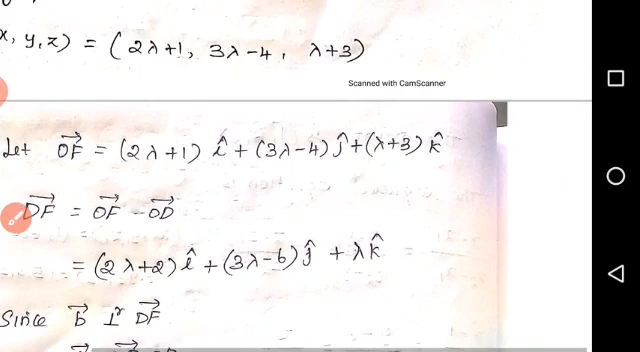 x, y, z) = (2λ+1, 3λ-4, λ+3)
Scanned with CamScanner
Let OF⃗ = (2λ+1) î + (3λ-4) ĵ + (λ+3) k̂
DF⃗ = OF⃗ - OD⃗
= (2λ+2) î + (3λ-6) ĵ + λk̂
Since b⃗ ⊥r DF⃗